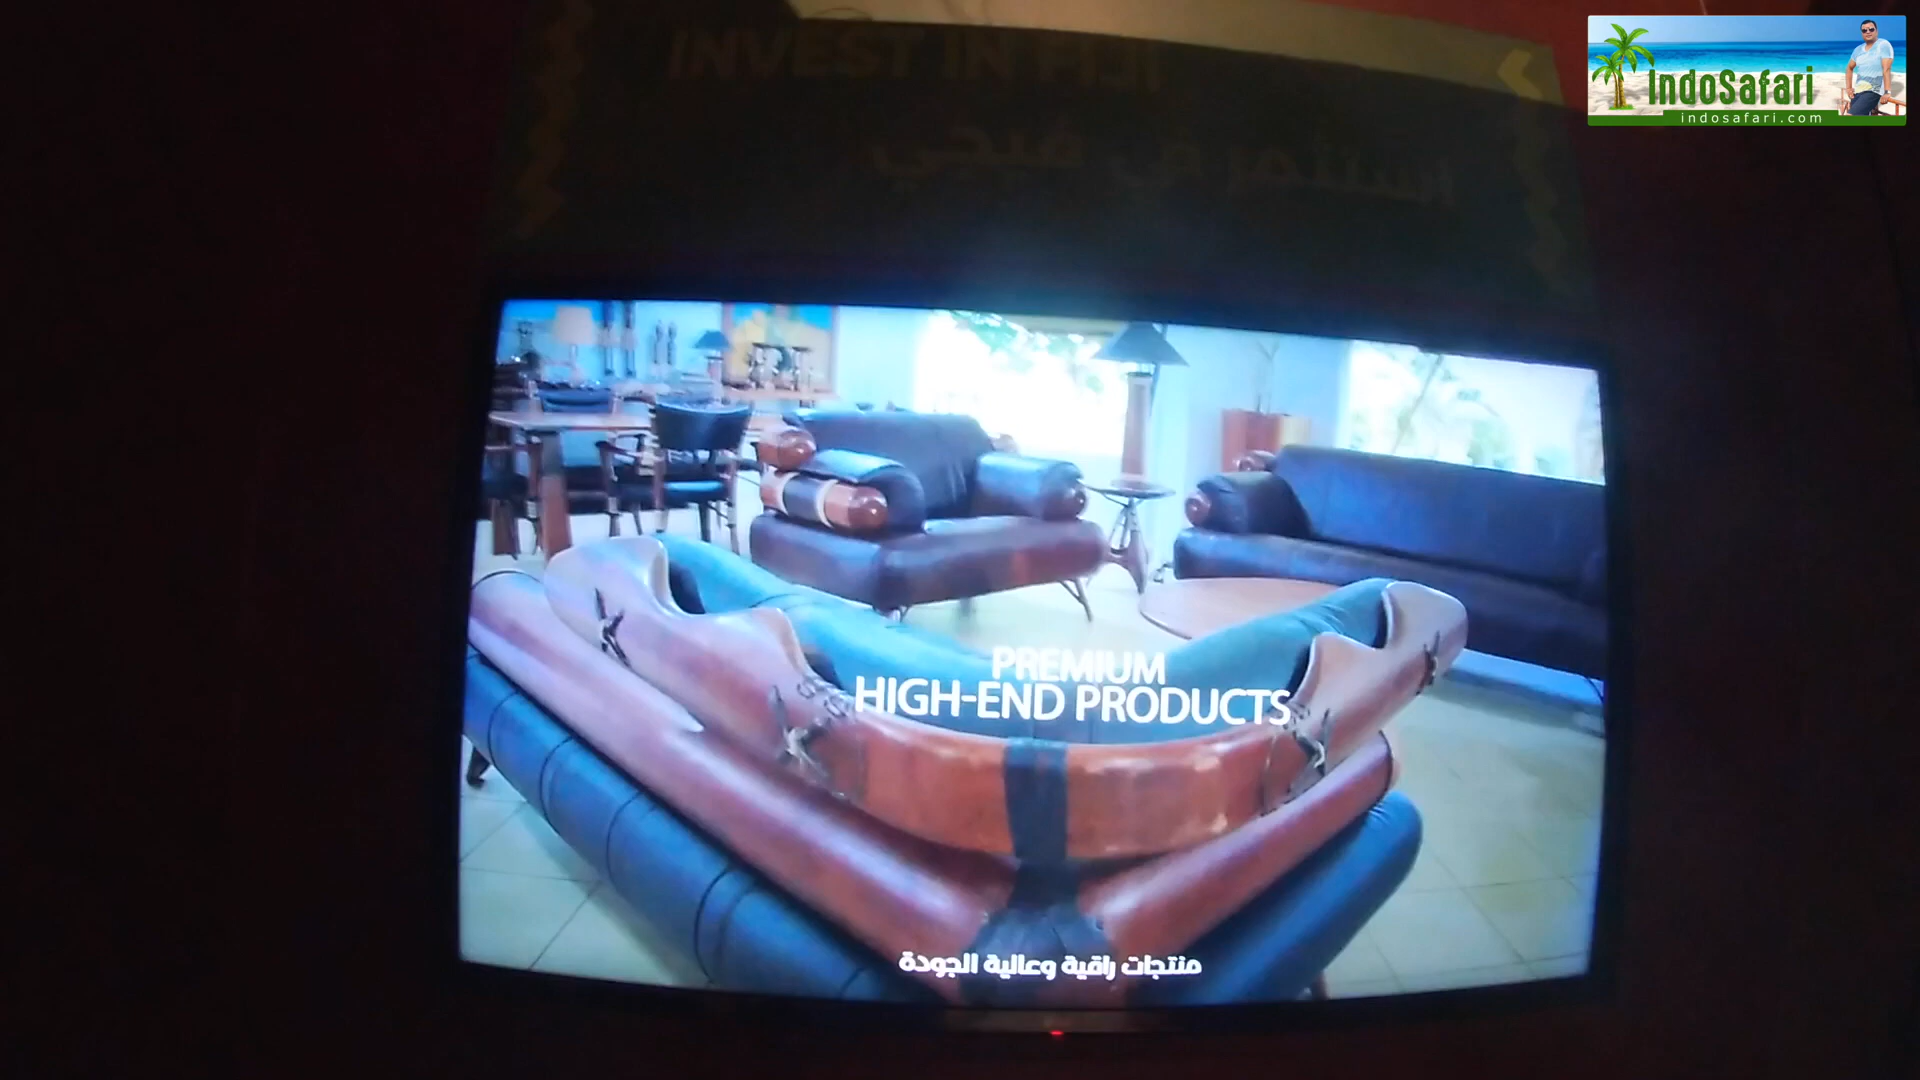 INVEST IN FIJI
استثمر في فيجي
IndoSafari
indosafari.com
PREMIUM
HIGH-END PRODUCTS
منتجات راقية وعالية الجودة